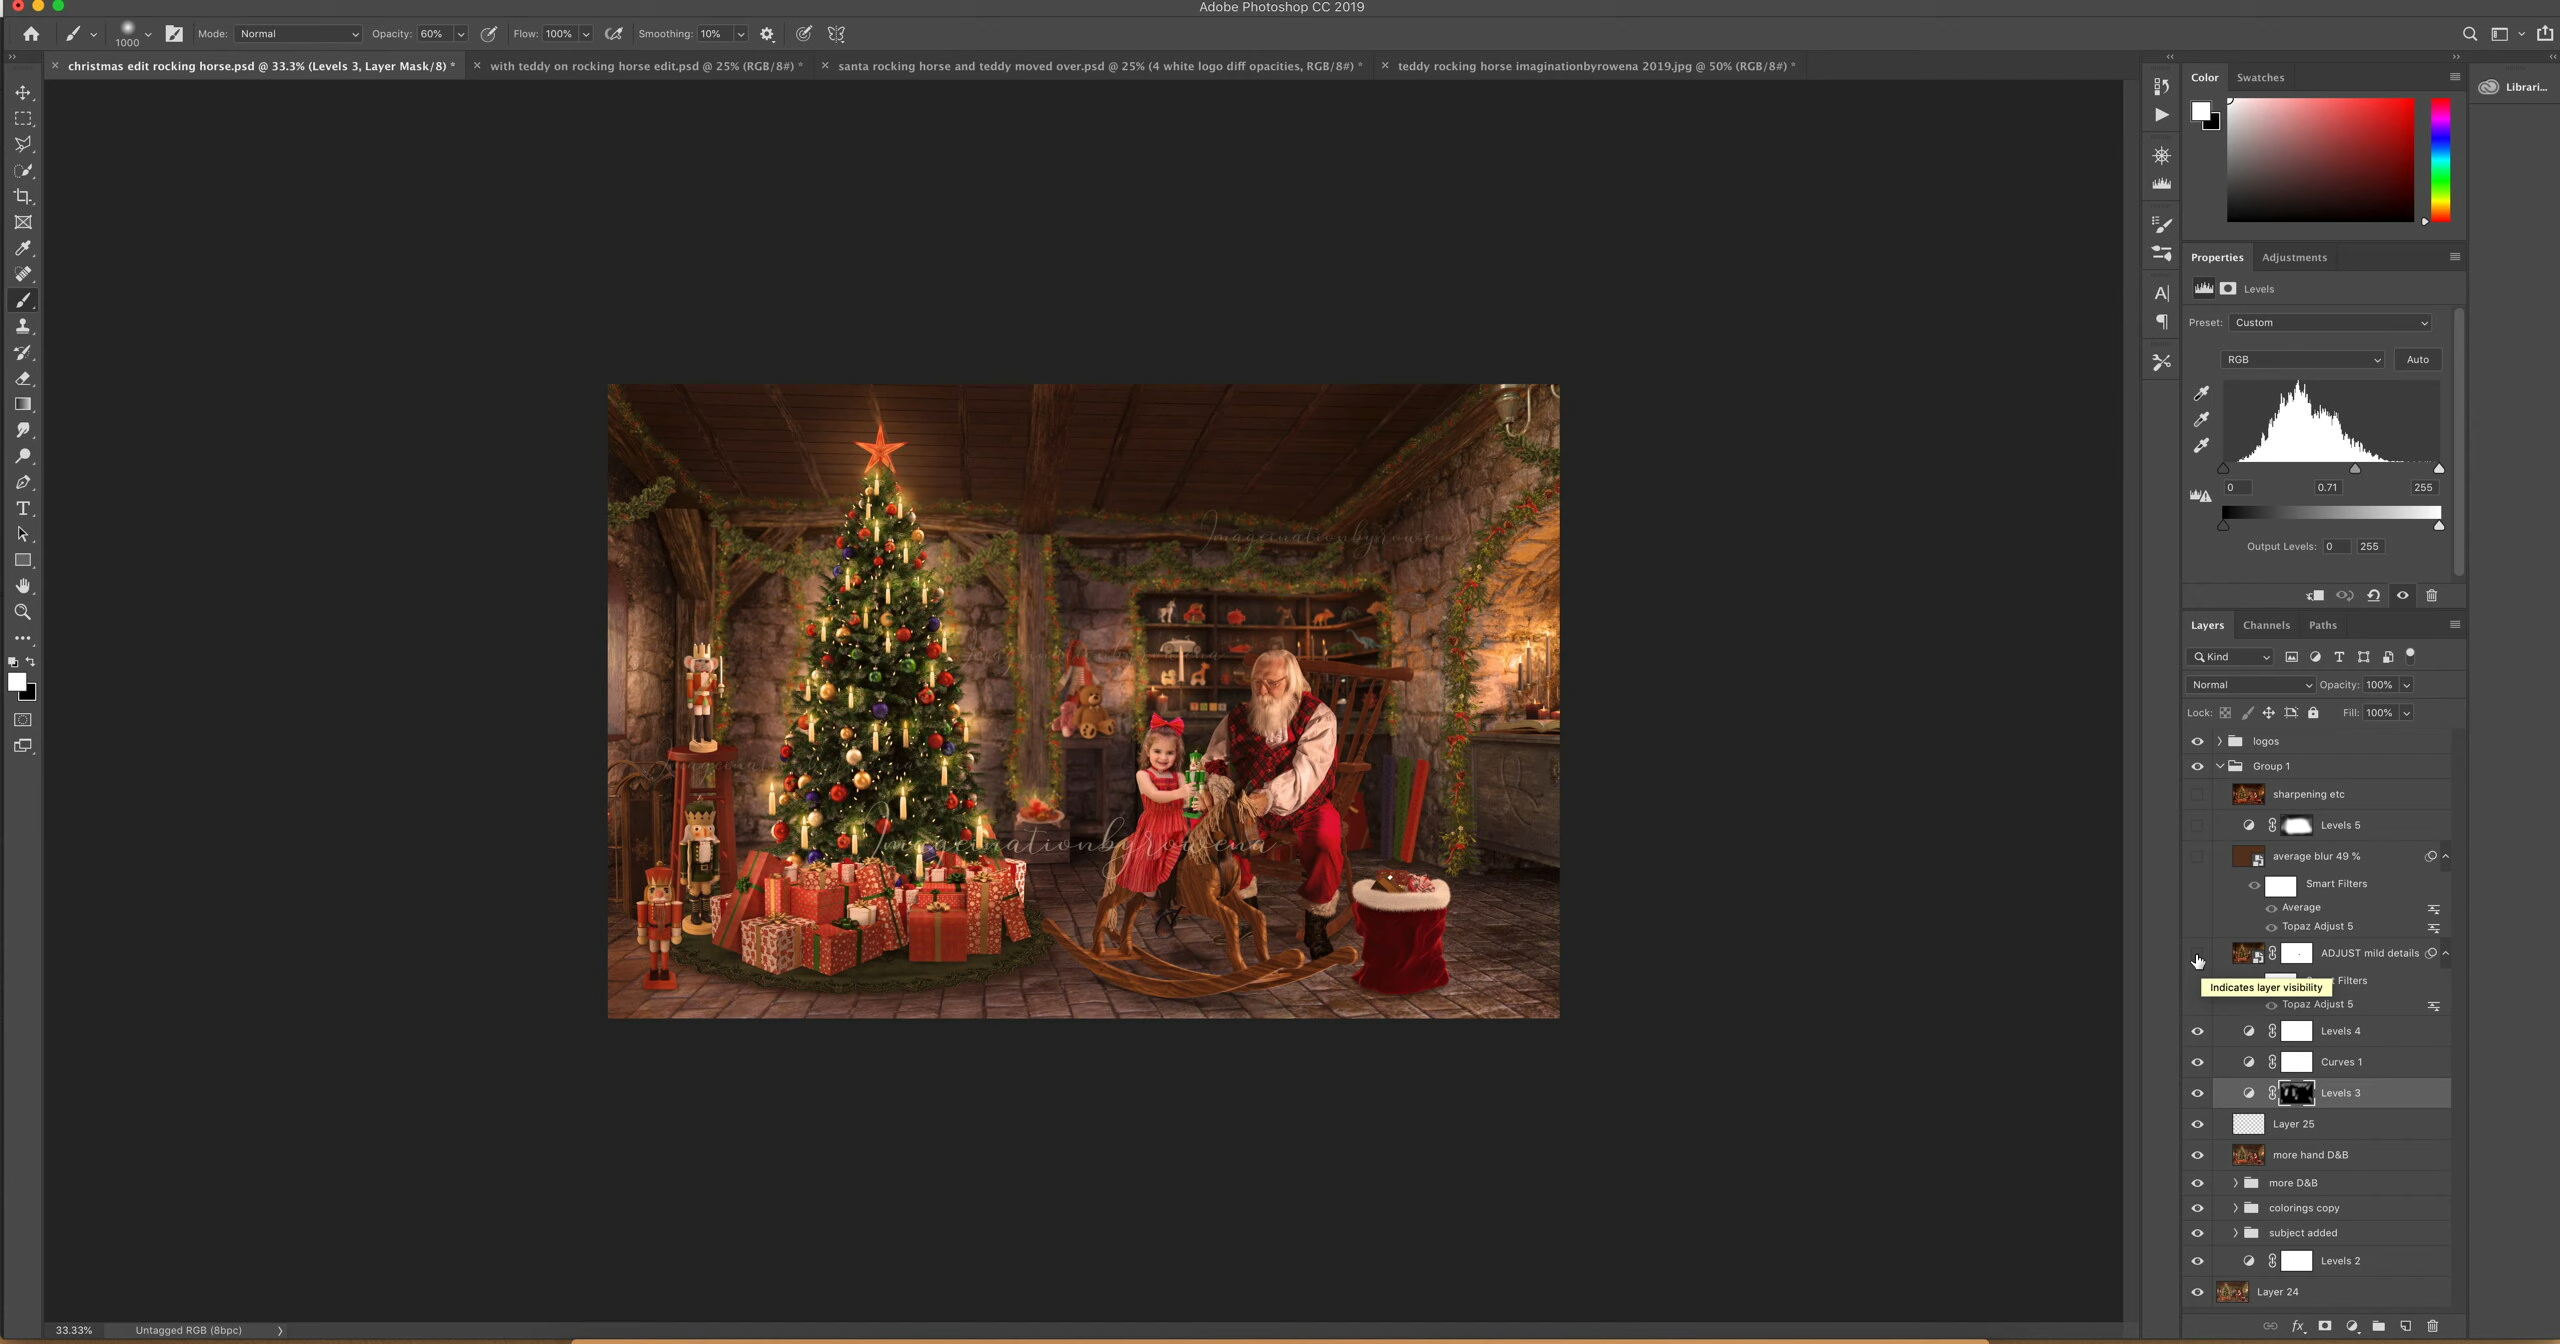 Adobe Photoshop CC 2019
1000 Mode: Normal Opacity: 60% Flow: 100% Smoothing: 10%
christmas edit rocking horse.psd @ 33.3% (Levels 3, Layer Mask/8) * with teddy on rocking horse edit.psd @ 25% (RGB/8#) * santa rocking horse and teddy moved over.psd @ 25% (4 white logo diff opacities, RGB/8#) * teddy rocking horse imaginationbyrowena 2019.jpg @ 50% (RGB/8#) *
Color Swatches
Librari...
Properties Adjustments
Levels
Preset: Custom
RGB Auto
0 0.71 255
Output Levels: 0 255
Layers Channels Paths
Kind
Normal Opacity: 100%
Lock: Fill: 100%
logos
Group 1
sharpening etc
Levels 5
average blur 49 %
Smart Filters
Average
Topaz Adjust 5
ADJUST mild details
Filters
Indicates layer visibility
Topaz Adjust 5
Levels 4
Curves 1
Levels 3
Layer 25
more hand D&B
more D&B
colorings copy
subject added
Levels 2
Layer 24
Imageinationbyrowena
Imageinationbyrowena
33.33% Untagged RGB (8bpc)